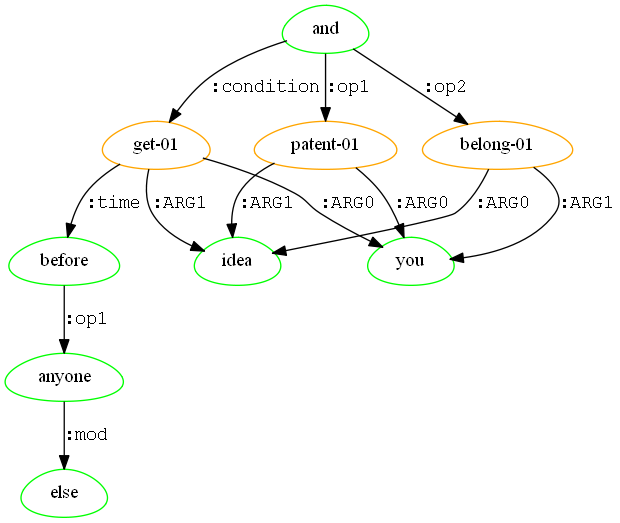 and
:condition :op1 :op2
get-01 patent-01 belong-01
:time :ARG1 :ARG0 :ARG1 :ARG0 :ARG0 :ARG1
before idea you
:op1
anyone
:mod
else